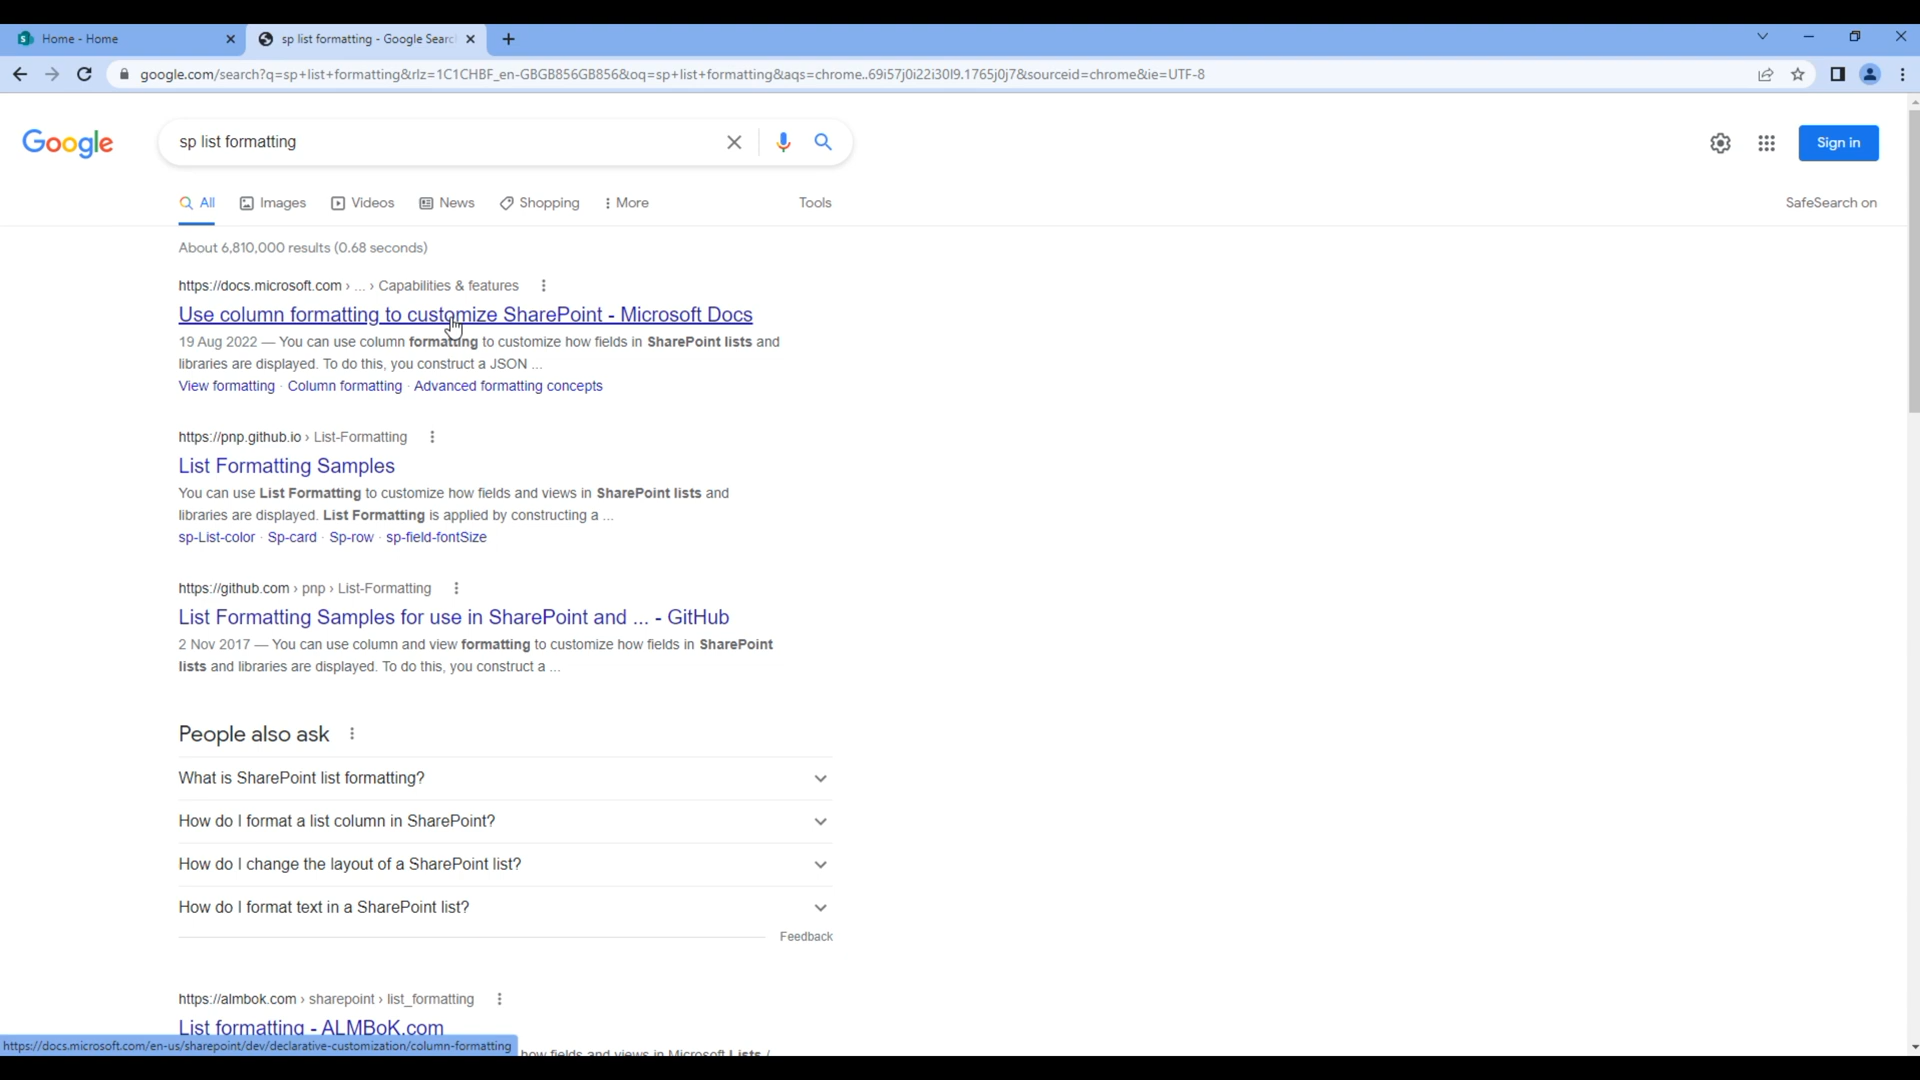 Home - Home
sp list formatting - Google Searc
google.com/search?q=sp+list+formatting&rlz=1C1CHBF_en-GBGB856GB856&oq=sp+list+formatting&aqs=chrome..69i57j0i22i30l9.1765j0j7&sourceid=chrome&ie=UTF-8
Google
sp list formatting
Sign in
All Images Videos News Shopping More Tools SafeSearch on
About 6,810,000 results (0.68 seconds)
https://docs.microsoft.com › ... › Capabilities & features
Use column formatting to customize SharePoint - Microsoft Docs
19 Aug 2022 — You can use column formatting to customize how fields in SharePoint lists and
libraries are displayed. To do this, you construct a JSON ...
View formatting · Column formatting · Advanced formatting concepts
https://pnp.github.io › List-Formatting
List Formatting Samples
You can use List Formatting to customize how fields and views in SharePoint lists and
libraries are displayed. List Formatting is applied by constructing a ...
sp-List-color · Sp-card · Sp-row · sp-field-fontSize
https://github.com › pnp › List-Formatting
List Formatting Samples for use in SharePoint and ... - GitHub
2 Nov 2017 — You can use column and view formatting to customize how fields in SharePoint
lists and libraries are displayed. To do this, you construct a ...
People also ask
What is SharePoint list formatting?
How do I format a list column in SharePoint?
How do I change the layout of a SharePoint list?
How do I format text in a SharePoint list?
Feedback
https://almbok.com › sharepoint › list_formatting
List formatting - ALMBoK.com
https://docs.microsoft.com/en-us/sharepoint/dev/declarative-customization/column-formatting
how fields and views in Microsoft Lists /